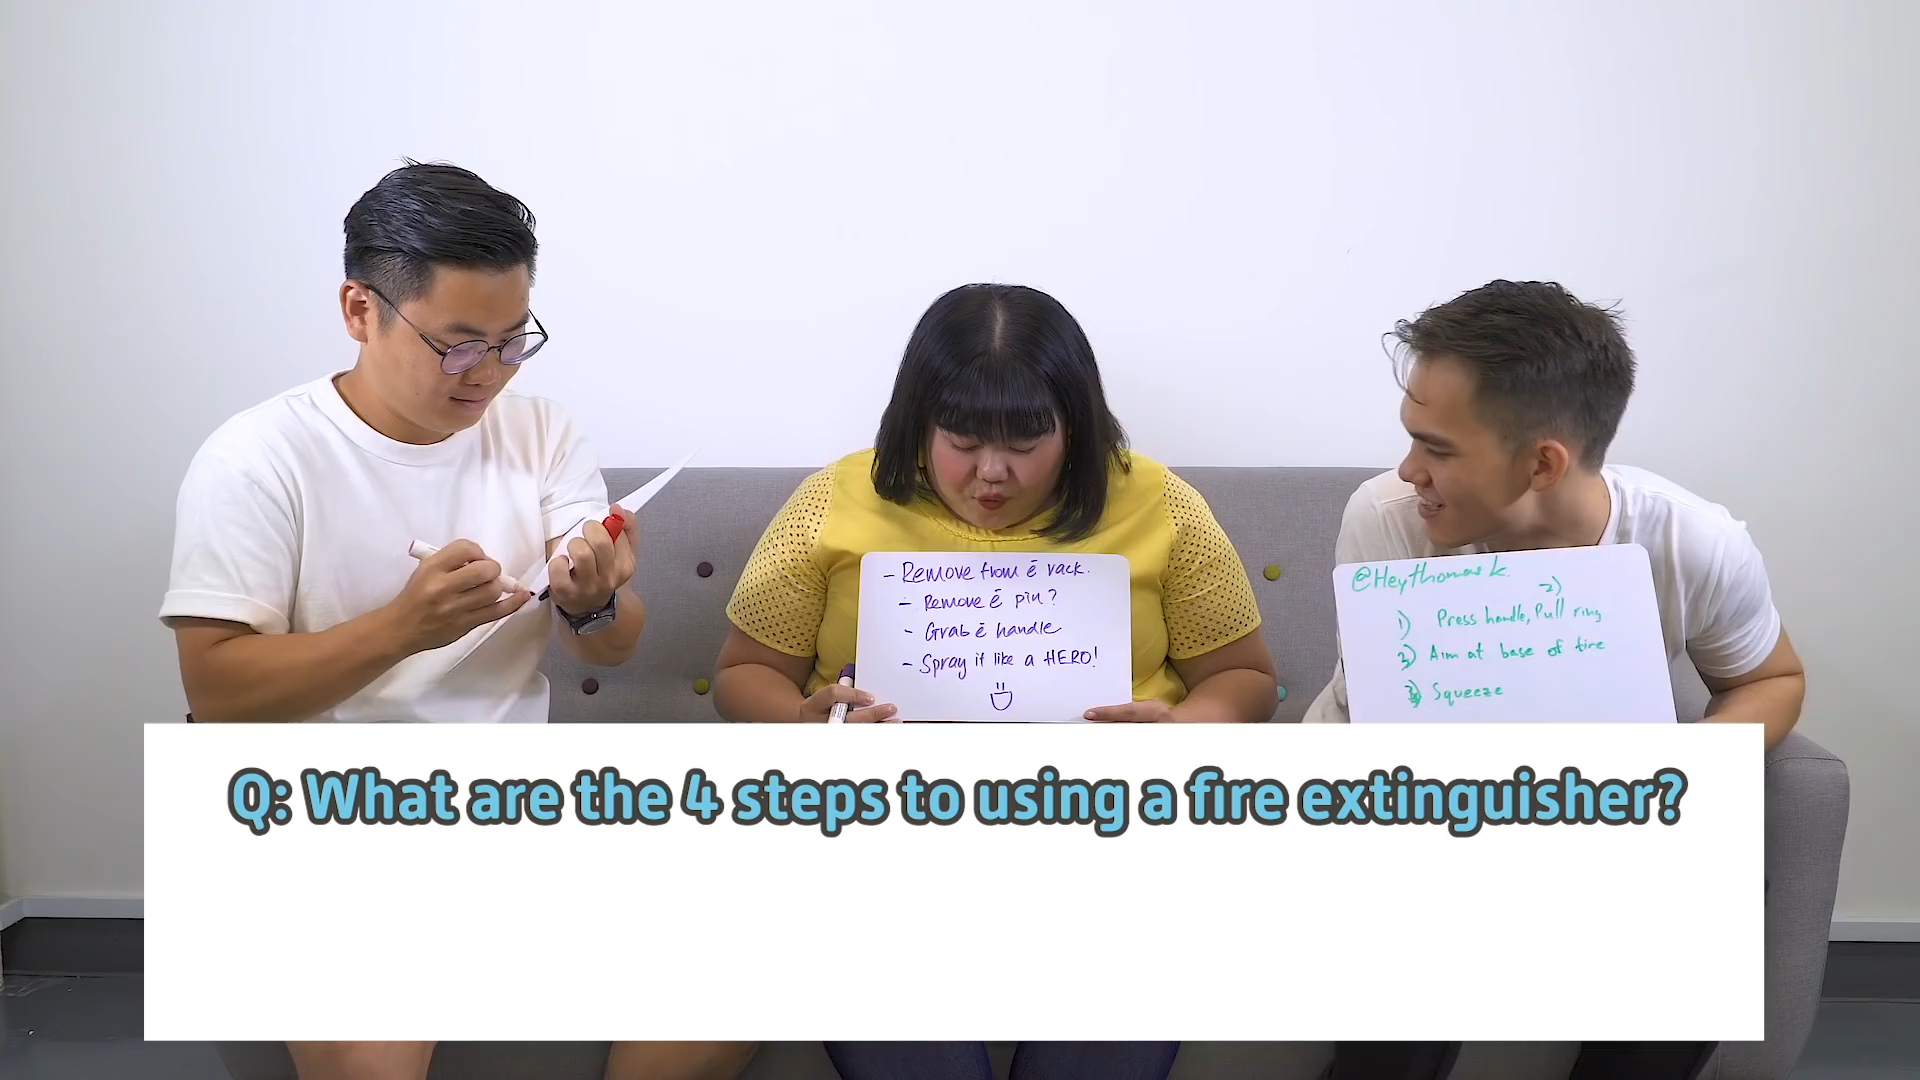 - Remove from ē rack.
- Remove ē pin?
- Grab ē handle
- Spray it like a HERO!
@Heythomask
2)
1) Press handle, Pull ring
3) Aim at base of fire
Squeeze
Q: What are the 4 steps to using a fire extinguisher?